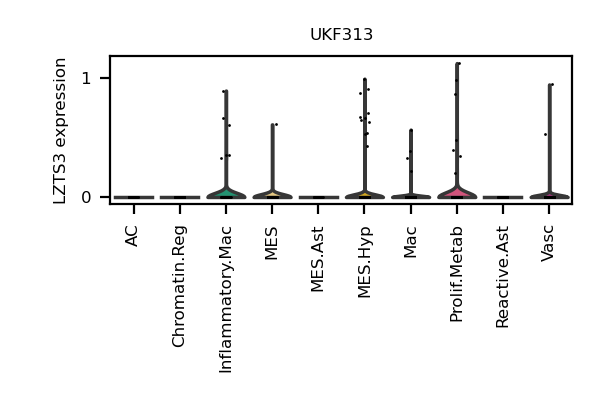 UKF313
LZTS3 expression
1
0
AC
Chromatin.Reg
Inflammatory.Mac
MES
MES.Ast
MES.Hyp
Mac
Prolif.Metab
Reactive.Ast
Vasc